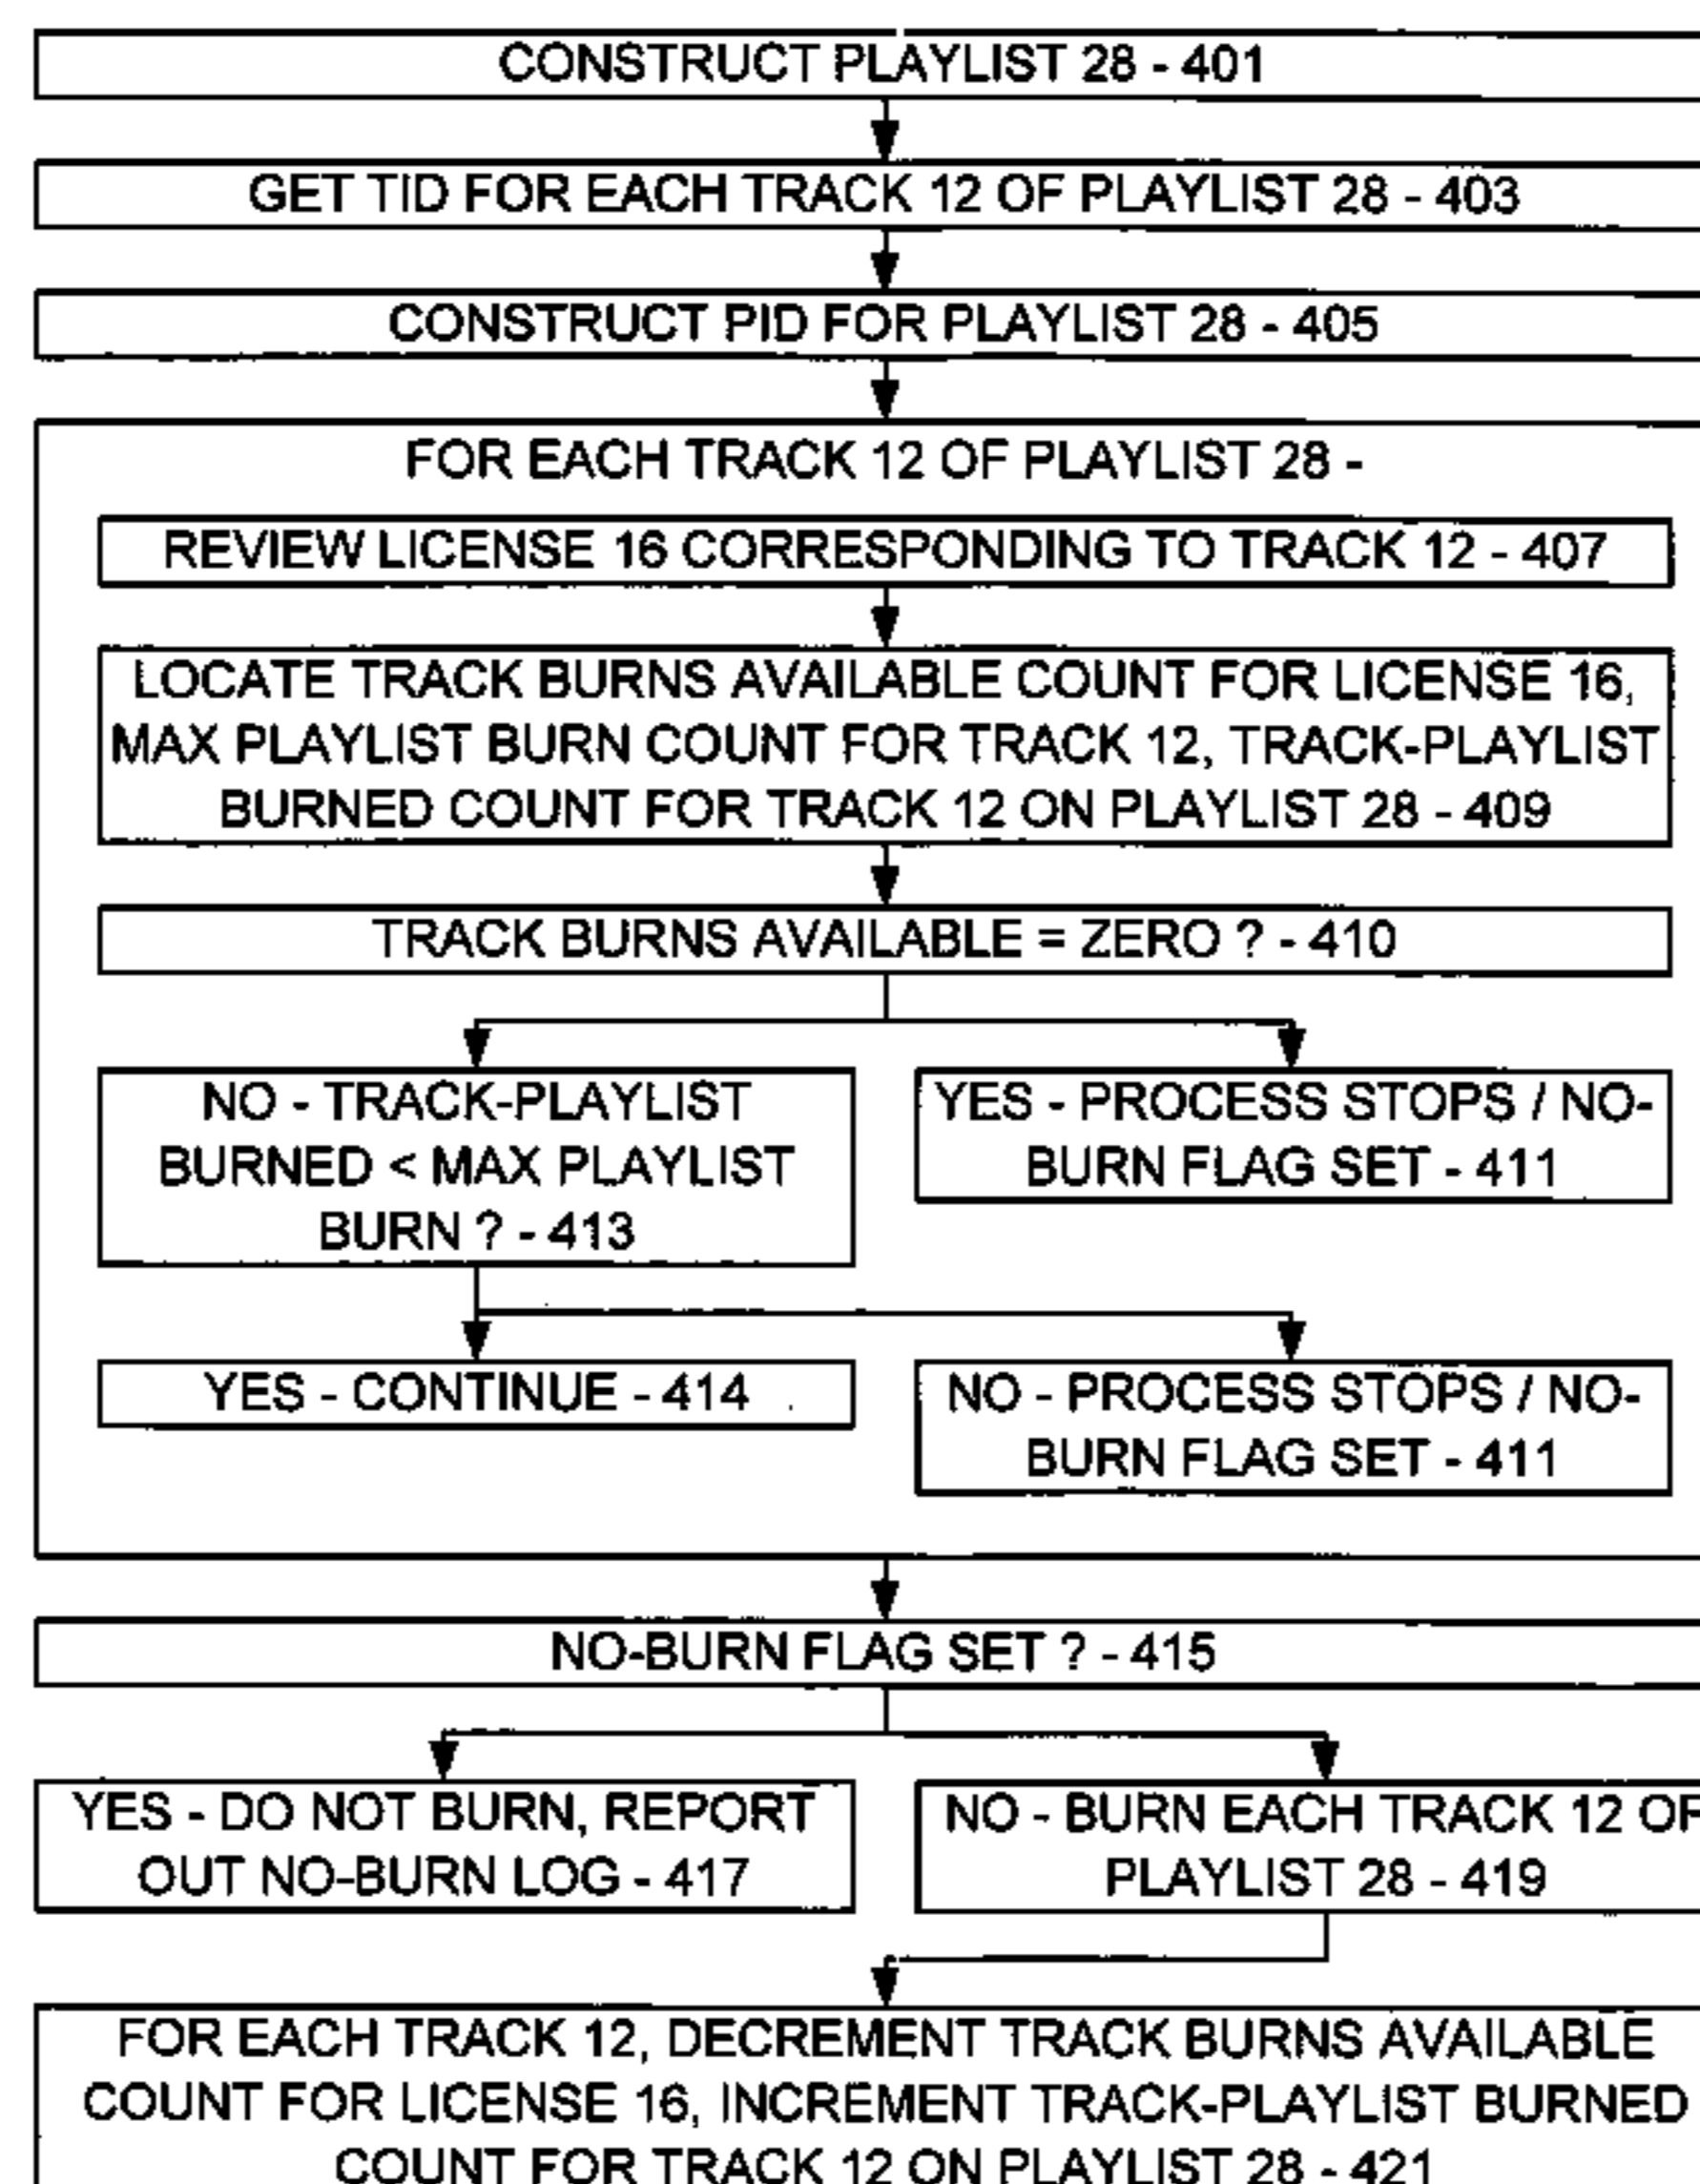 CONSTRUCT PLAYLIST 28 - 401
GET TID FOR EACH TRACK 12 OF PLAYLIST 28 - 403
CONSTRUCT PID FOR PLAYLIST 28 - 405
FOR EACH TRACK 12 OF PLAYLIST 28 -
REVIEW LICENSE 16 CORRESPONDING TO TRACK 12 - 407
LOCATE TRACK BURNS AVAILABLE COUNT FOR LICENSE 16,
MAX PLAYLIST BURN COUNT FOR TRACK 12, TRACK-PLAYLIST
BURNED COUNT FOR TRACK 12 ON PLAYLIST 28 - 409
TRACK BURNS AVAILABLE = ZERO ? - 410
NO - TRACK-PLAYLIST
BURNED < MAX PLAYLIST
BURN ? - 413
YES - PROCESS STOPS / NO-
BURN FLAG SET - 411
YES - CONTINUE - 414
NO - PROCESS STOPS / NO-
BURN FLAG SET - 411
NO-BURN FLAG SET ? - 415
YES - DO NOT BURN, REPORT
OUT NO-BURN LOG - 417
NO - BURN EACH TRACK 12 OF
PLAYLIST 28 - 419
FOR EACH TRACK 12, DECREMENT TRACK BURNS AVAILABLE
COUNT FOR LICENSE 16, INCREMENT TRACK-PLAYLIST BURNED
COUNT FOR TRACK 12 ON PLAYLIST 28 - 421